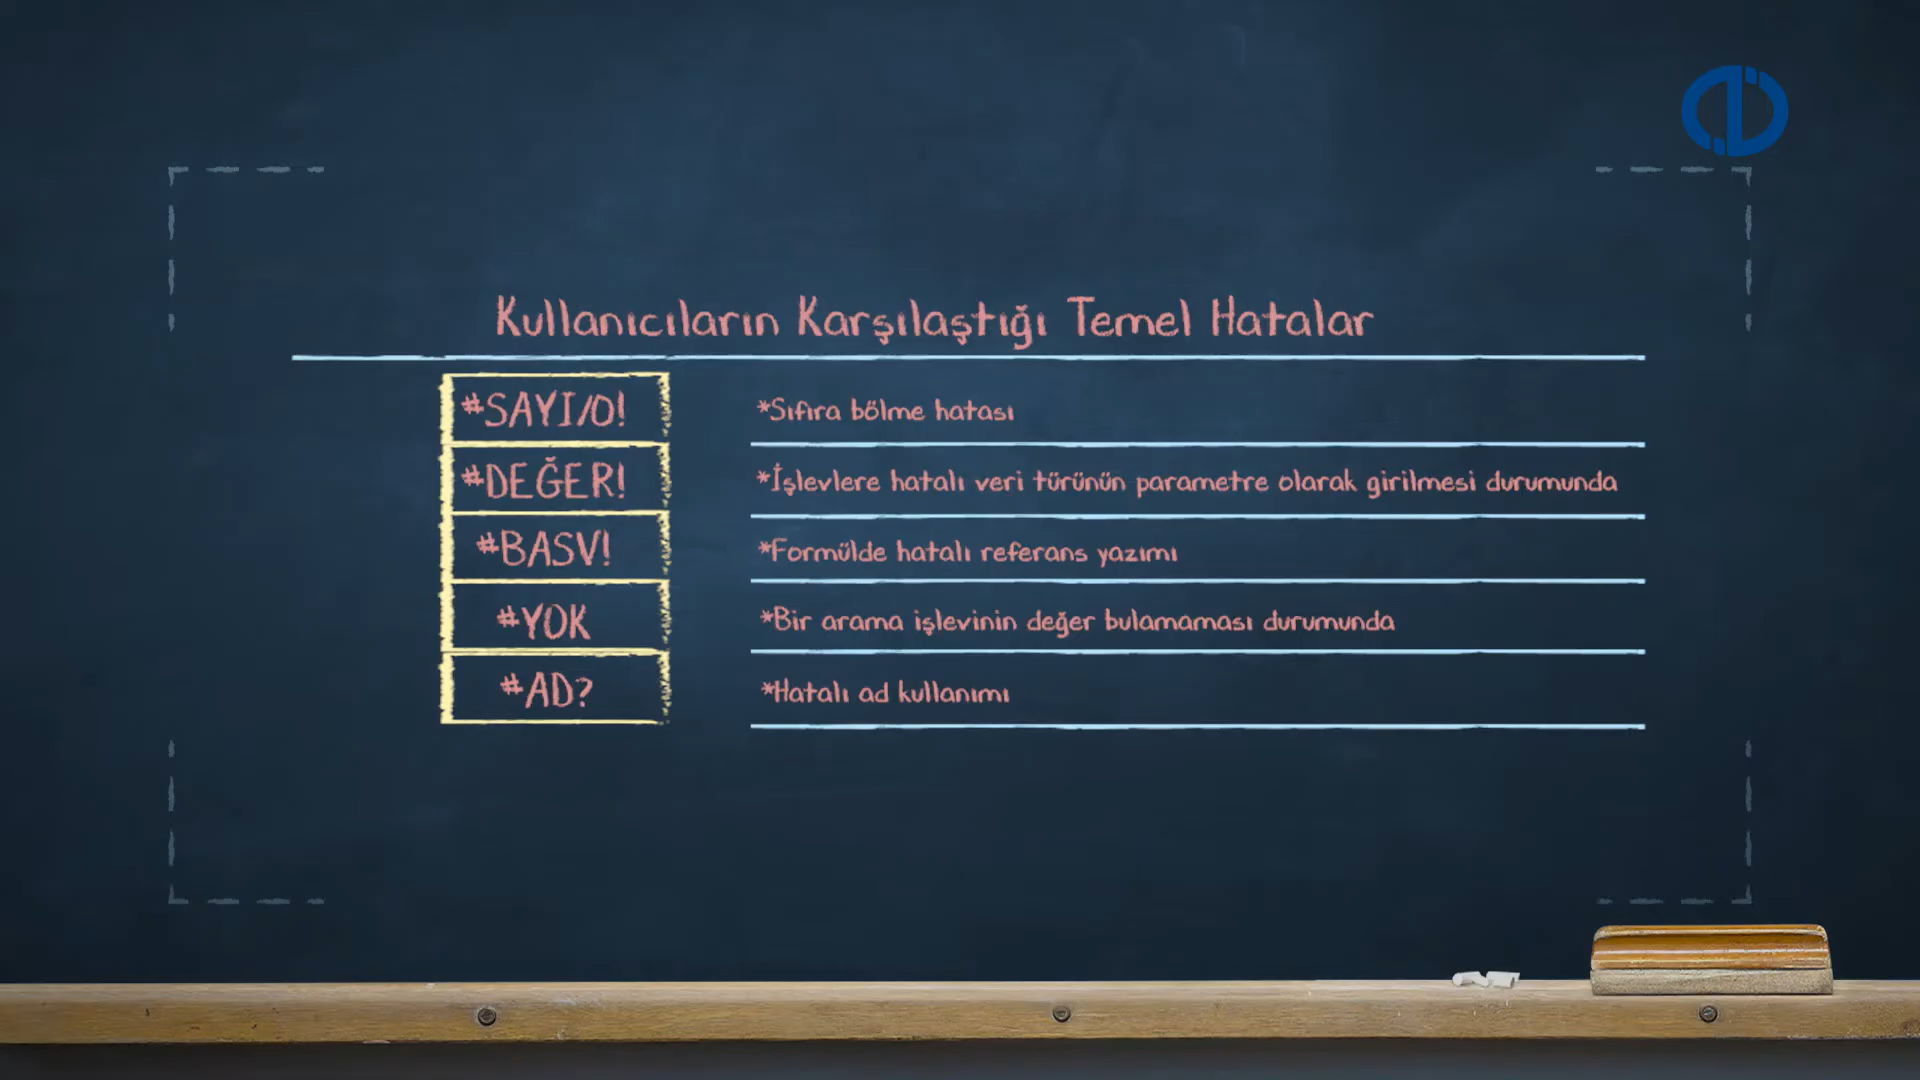 Kullanıcıların Karşılaştığı Temel Hatalar
#SAYI/0! *Sıfıra bölme hatası
#DEĞER! *İşlevlere hatalı veri türünün parametre olarak girilmesi durumunda
#BASV! *Formülde hatalı referans yazımı
#YOK *Bir arama işlevinin değer bulamaması durumunda
#AD? *Hatalı ad kullanımı